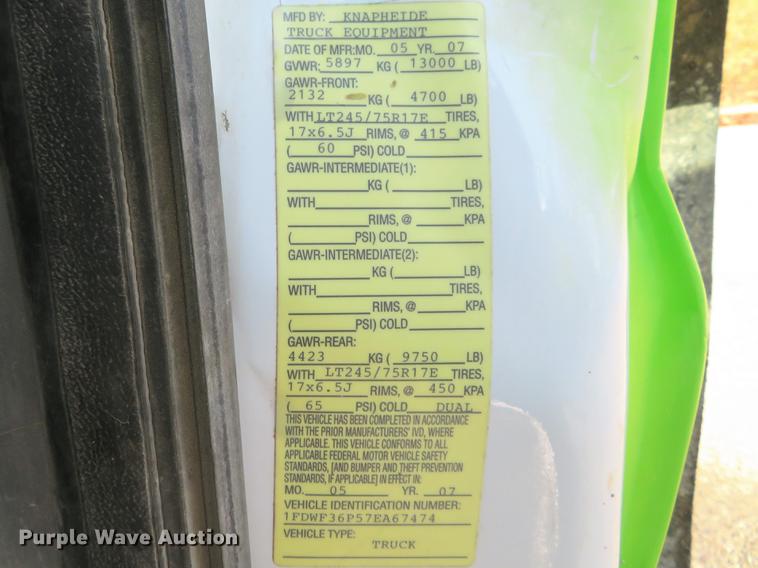 MFD BY: KNAPHEIDE
TRUCK EQUIPMENT
DATE OF MFR:MO. 05 YR. 07
GVWR: 5897 KG ( 13000 LB)
GAWR-FRONT:
2132 KG ( 4700 LB)
WITH LT245/75R17E TIRES,
17x6.5J RIMS, @ 415 KPA
( 60 PSI) COLD
GAWR-INTERMEDIATE(1):
KG ( LB)
WITH TIRES,
RIMS, @ KPA
( PSI) COLD
GAWR-INTERMEDIATE(2):
KG ( LB)
WITH TIRES,
RIMS, @ KPA
( PSI) COLD
GAWR-REAR:
4423 KG ( 9750 LB)
WITH LT245/75R17E TIRES,
17x6.5J RIMS, @ 450 KPA
( 65 PSI) COLD DUAL
THIS VEHICLE HAS BEEN COMPLETED IN ACCORDANCE
WITH THE PRIOR MANUFACTURERS' IVD, WHERE
APPLICABLE. THIS VEHICLE CONFORMS TO ALL
APPLICABLE FEDERAL MOTOR VEHICLE SAFETY
STANDARDS, [AND BUMPER AND THEFT PREVENTION
STANDARDS, IF APPLICABLE] IN EFFECT IN:
MO. 05 YR. 07
VEHICLE IDENTIFICATION NUMBER:
1FDWF36P57EA67474
VEHICLE TYPE:
TRUCK
Purple Wave Auction